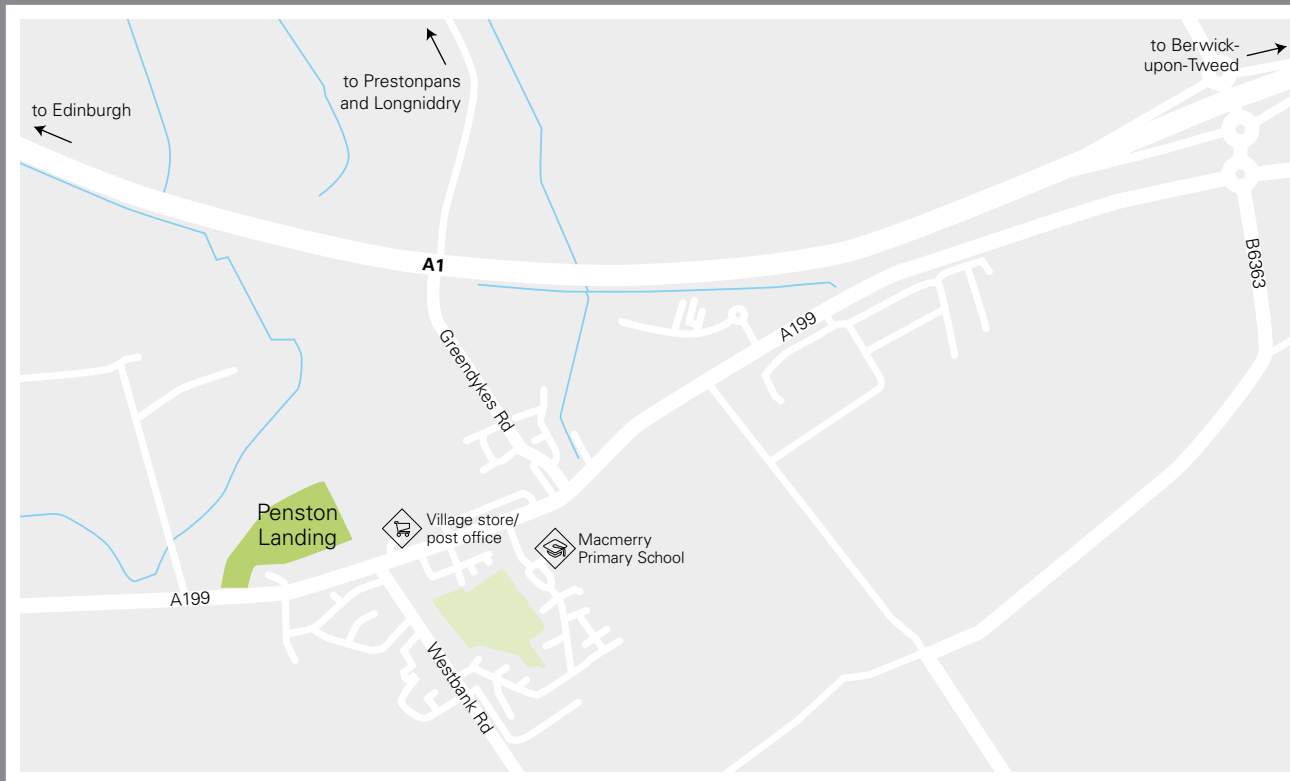 to Berwick-
upon-Tweed
to Prestonpans
and Longniddry
to Edinburgh
A1
B6363
A199
Greendykes Rd
Penston
Landing
Village store/
post office
Macmerry
Primary School
A199
Westbank Rd